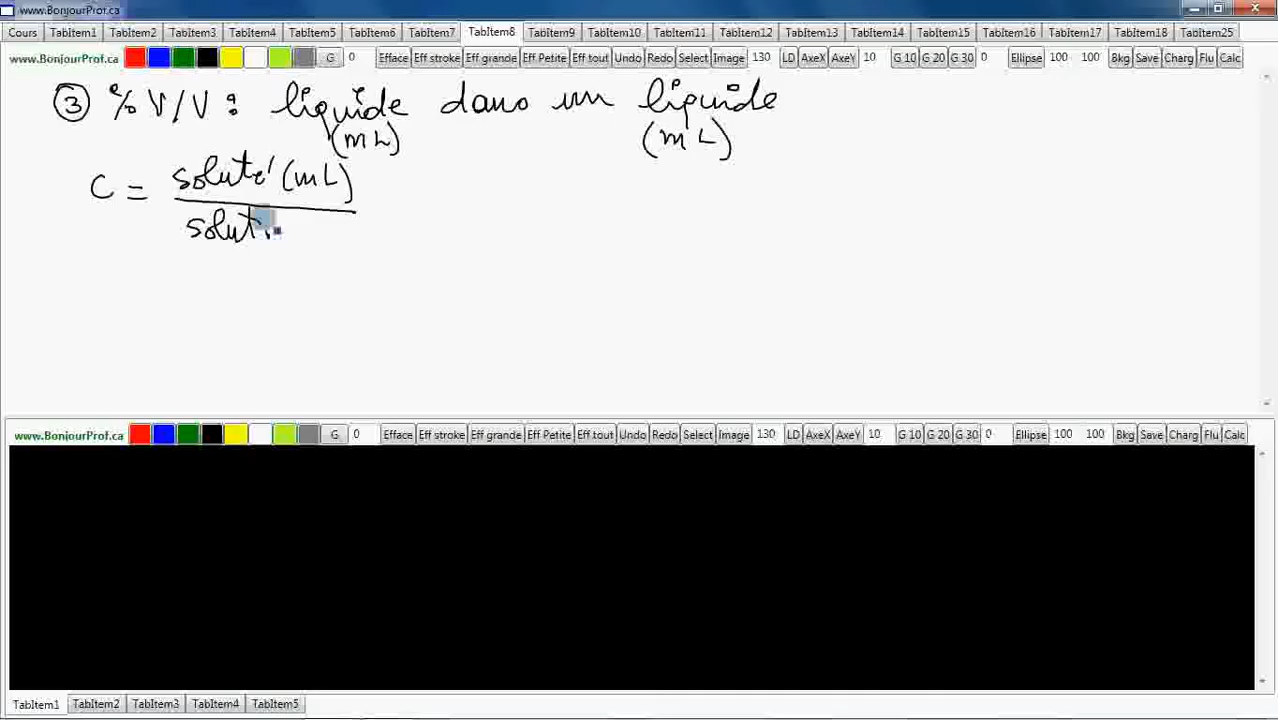 www.BonjourProf.ca
Cours TabItem1 TabItem2 TabItem3 TabItem4 TabItem5 TabItem6 TabItem7 TabItem8 TabItem9 TabItem10 TabItem11 TabItem12 TabItem13 TabItem14 TabItem15 TabItem16 TabItem17 TabItem18 TabItem25
www.BonjourProf.ca G 0 Efface Eff stroke Eff grande Eff Petite Eff tout Undo Redo Select Image 130 LD AxeX AxeY 10 G 10 G 20 G 30 0 Ellipse 100 100 Bkg Save Charg Flu Calc
③ % V/V : liquide dans un liquide
(mL) (mL)
C = soluté (mL)
soluti
www.BonjourProf.ca G 0 Efface Eff stroke Eff grande Eff Petite Eff tout Undo Redo Select Image 130 LD AxeX AxeY 10 G 10 G 20 G 30 0 Ellipse 100 100 Bkg Save Charg Flu Calc
TabItem1 TabItem2 TabItem3 TabItem4 TabItem5